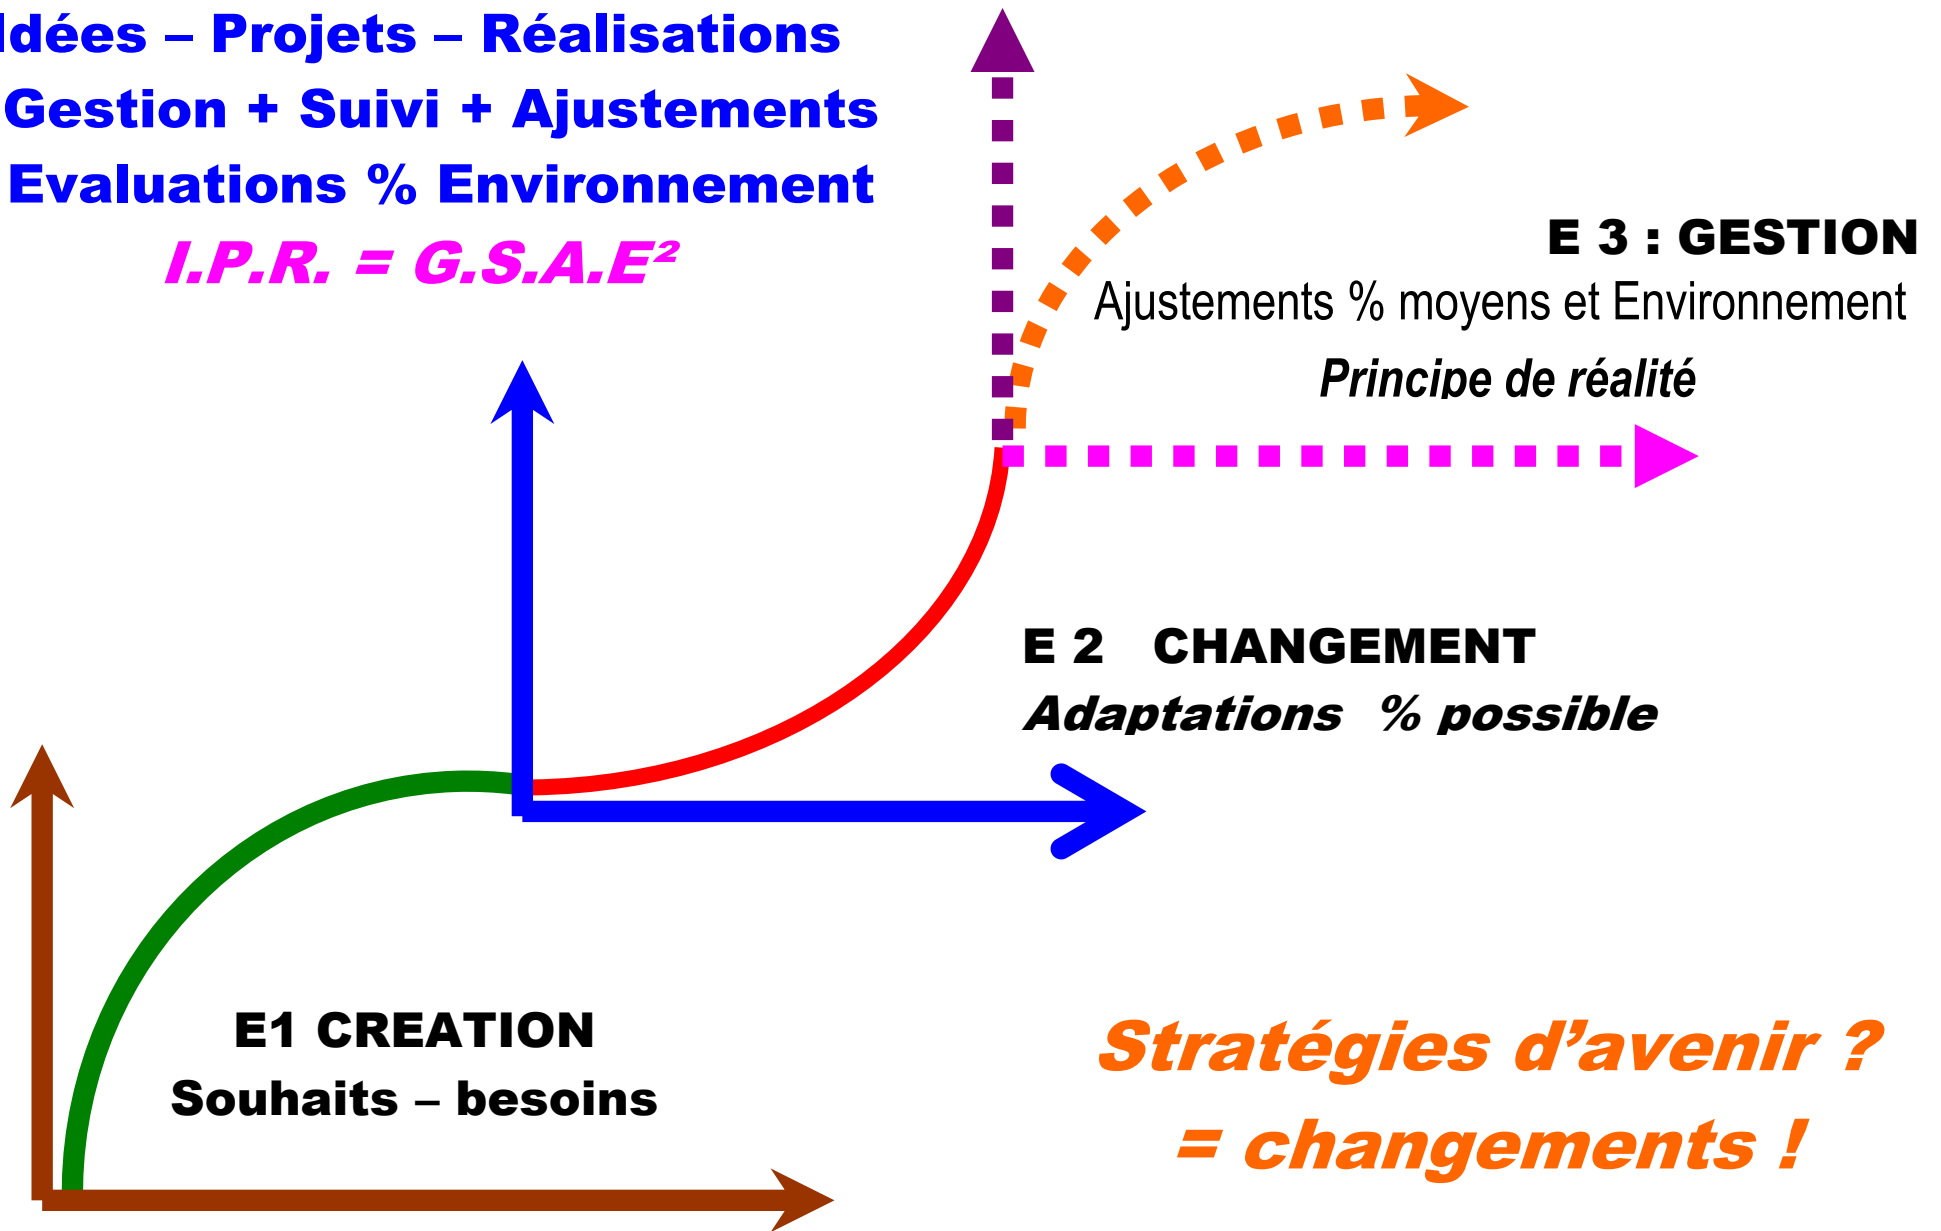 Idées – Projets – Réalisations
Gestion + Suivi + Ajustements
Evaluations % Environnement
I.P.R. = G.S.A.E²
E 3 : GESTION
Ajustements % moyens et Environnement
Principe de réalité
E 2 CHANGEMENT
Adaptations % possible
E1 CREATION
Souhaits – besoins
Stratégies d’avenir ?
= changements !